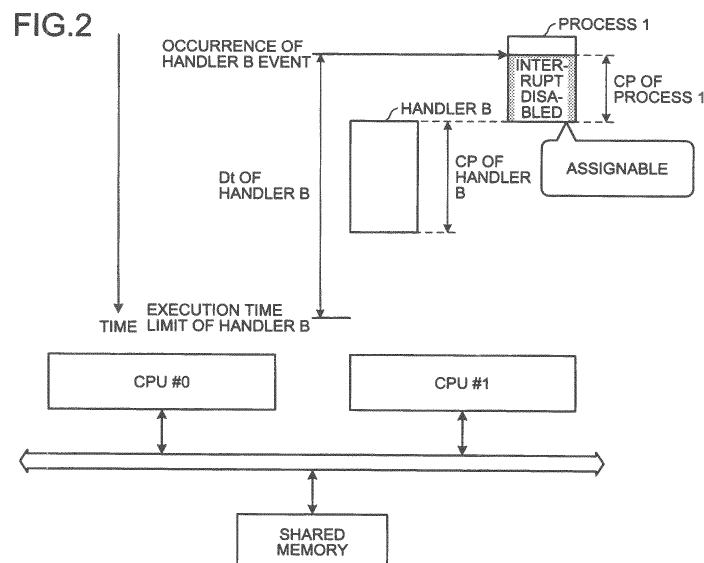 FIG.2
PROCESS 1
OCCURRENCE OF
HANDLER B EVENT
INTER-
RUPT
DISA-
BLED
CP OF
PROCESS 1
HANDLER B
ASSIGNABLE
Dt OF
HANDLER B
CP OF
HANDLER
B
TIME
EXECUTION TIME
LIMIT OF HANDLER B
CPU #0
CPU #1
SHARED
MEMORY